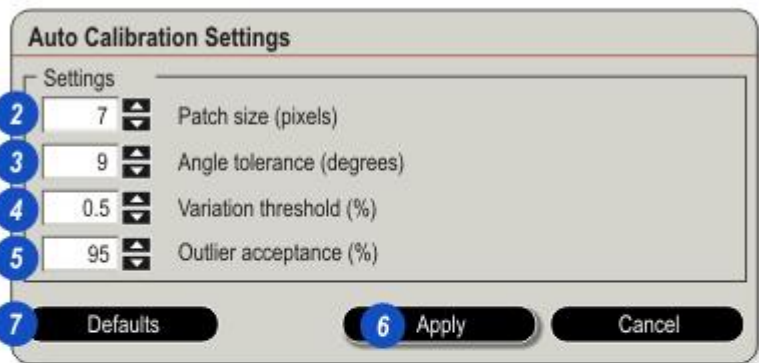 Auto Calibration Settings
Settings
2 7 Patch size (pixels)
3 9 Angle tolerance (degrees)
4 0.5 Variation threshold (%)
5 95 Outlier acceptance (%)
7 Defaults 6 Apply Cancel